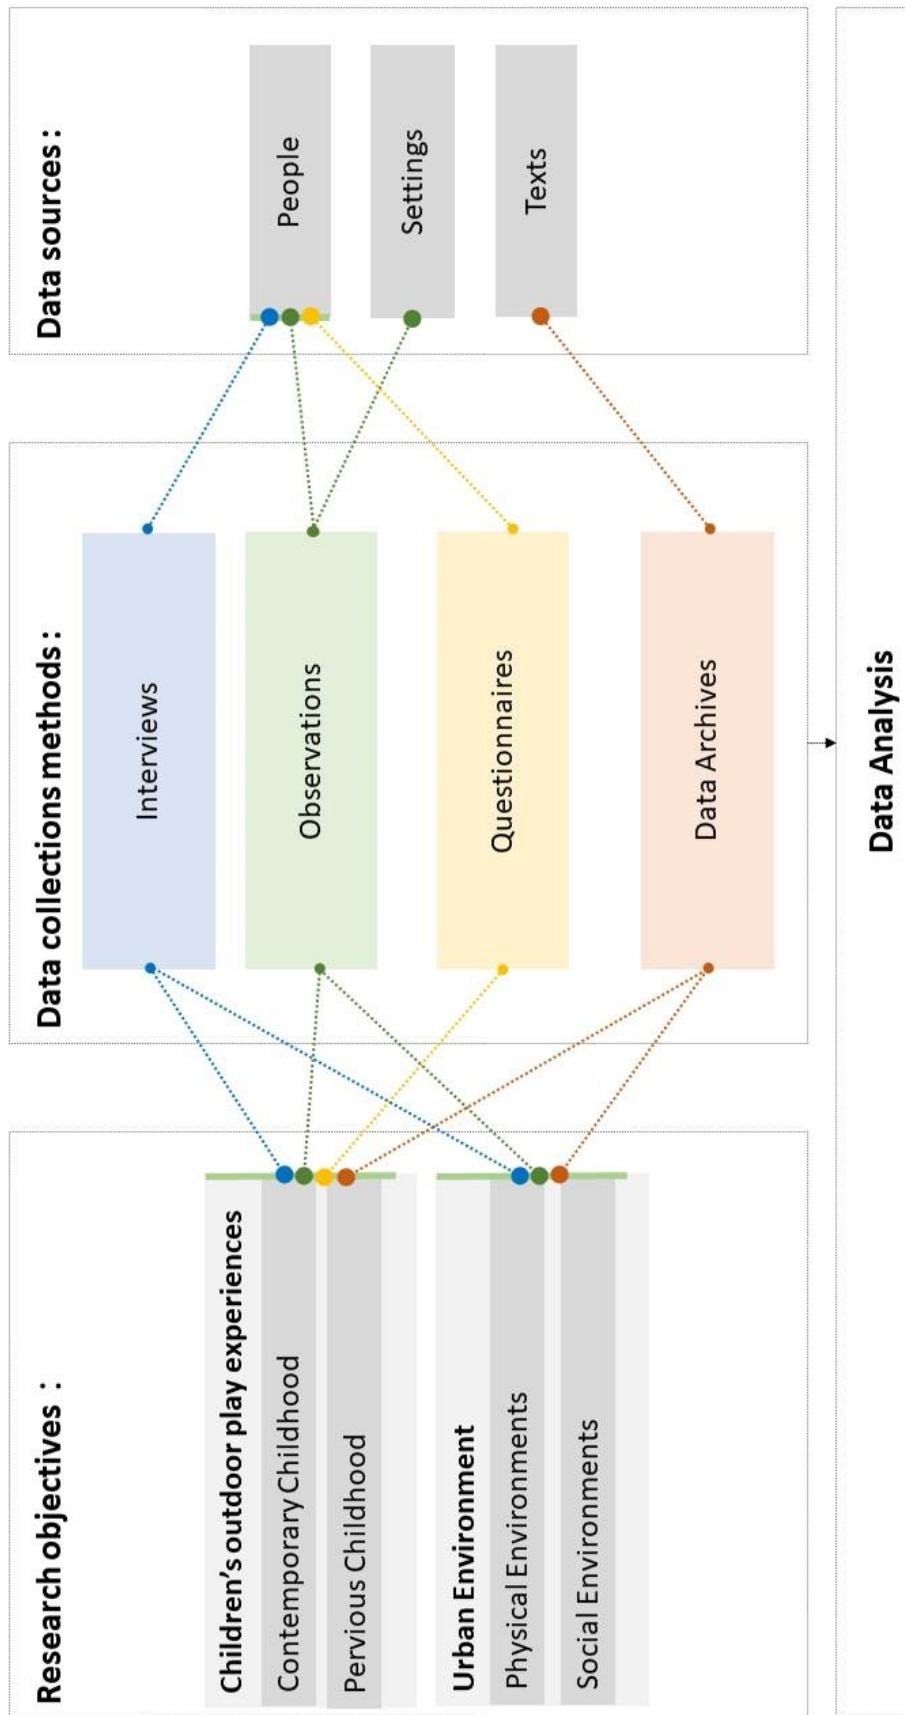 Research objectives :
Children's outdoor play experiences
Contemporary Childhood
Pervious Childhood
Urban Environment
Physical Environments
Social Environments
Data collections methods:
Interviews
Observations
Questionnaires
Data Archives
Data sources:
People
Settings
Texts
Data Analysis